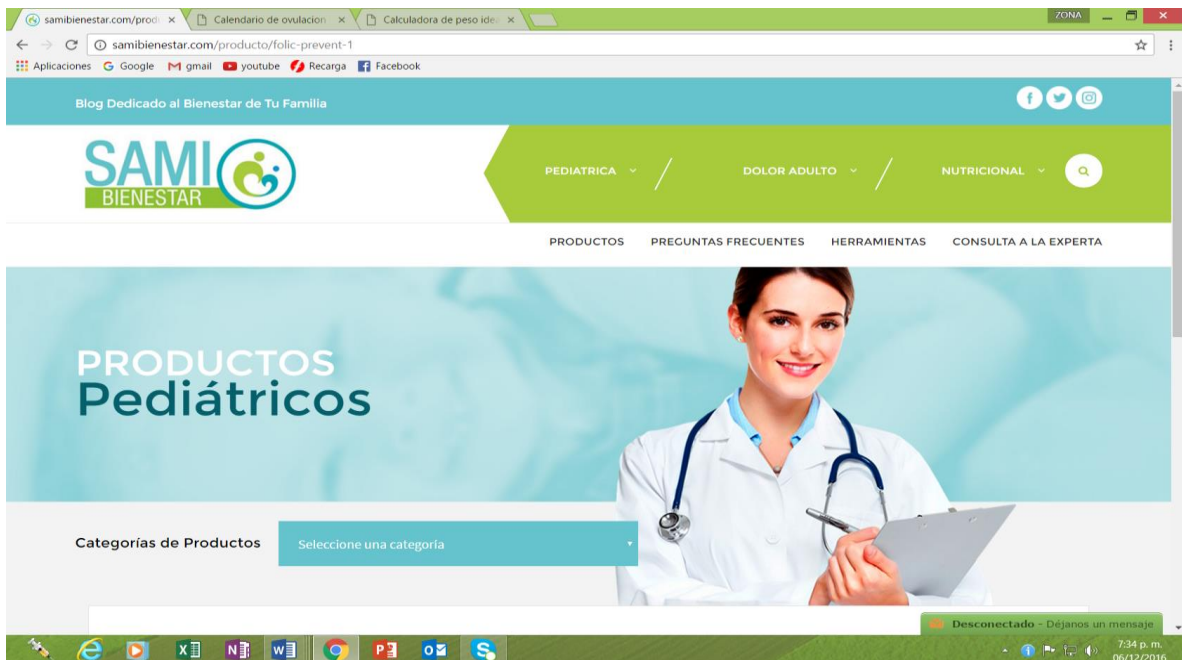 samibienestar.com/prod
Calendario de ovulacion
Calculadora de peso ide
ZONA
samibienestar.com/producto/folic-prevent-1
Aplicaciones
Google
gmail
youtube
Recarga
Facebook
Blog Dedicado al Bienestar de Tu Familia
SAMI
BIENESTAR
PEDIATRICA
DOLOR ADULTO
NUTRICIONAL
PRODUCTOS
PREGUNTAS FRECUENTES
HERRAMIENTAS
CONSULTA A LA EXPERTA
PRODUCTOS
Pediátricos
Categorías de Productos
Seleccione una categoría
Desconectado - Déjanos un mensaje
7:34 p. m.
06/12/2016